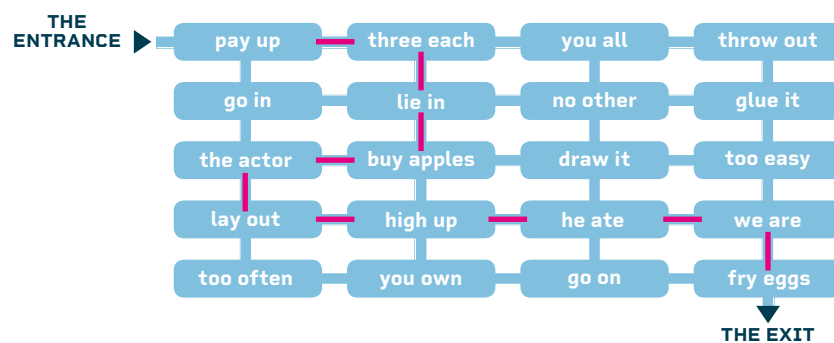 THE
ENTRANCE
pay up three each you all throw out
go in lie in no other glue it
the actor buy apples draw it too easy
lay out high up he ate we are
too often you own go on fry eggs
THE EXIT